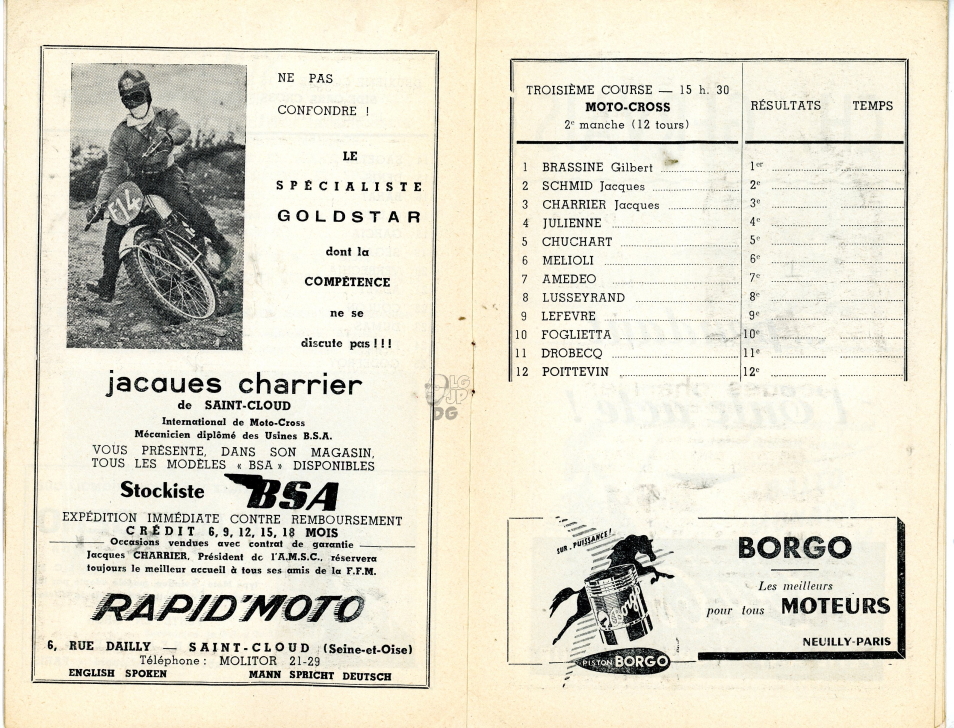 NE PAS
CONFONDRE !
LE
SPÉCIALISTE
GOLDSTAR
dont la
COMPÉTENCE
ne se
discute pas ! ! !
jacques charrier
de SAINT-CLOUD
International de Moto-Cross
Mécanicien diplômé des Usines B.S.A.
VOUS PRÉSENTE, DANS SON MAGASIN,
TOUS LES MODÈLES « BSA » DISPONIBLES
Stockiste BSA
EXPÉDITION IMMÉDIATE CONTRE REMBOURSEMENT
CRÉDIT 6, 9, 12, 15, 18 MOIS
Occasions vendues avec contrat de garantie
Jacques CHARRIER, Président de l'A.M.S.C., réservera
toujours le meilleur accueil à tous ses amis de la F.F.M.
RAPID'MOTO
6, RUE DAILLY — SAINT-CLOUD (Seine-et-Oise)
Téléphone : MOLITOR 21-29
ENGLISH SPOKEN MANN SPRICHT DEUTSCH
TROISIÈME COURSE — 15 h. 30
MOTO-CROSS
2e manche (12 tours)
RÉSULTATS TEMPS
1 BRASSINE Gilbert 1er
2 SCHMID Jacques 2e
3 CHARRIER Jacques 3e
4 JULIENNE 4e
5 CHUCHART 5e
6 MELIOLI 6e
7 AMEDEO 7e
8 LUSSEYRAND 8e
9 LEFEVRE 9e
10 FOGLIETTA 10e
11 DROBECQ 11e
12 POITTEVIN 12e
SUR-PUISSANCE !
Borgo
PISTON BORGO
BORGO
Les meilleurs
pour tous MOTEURS
NEUILLY-PARIS